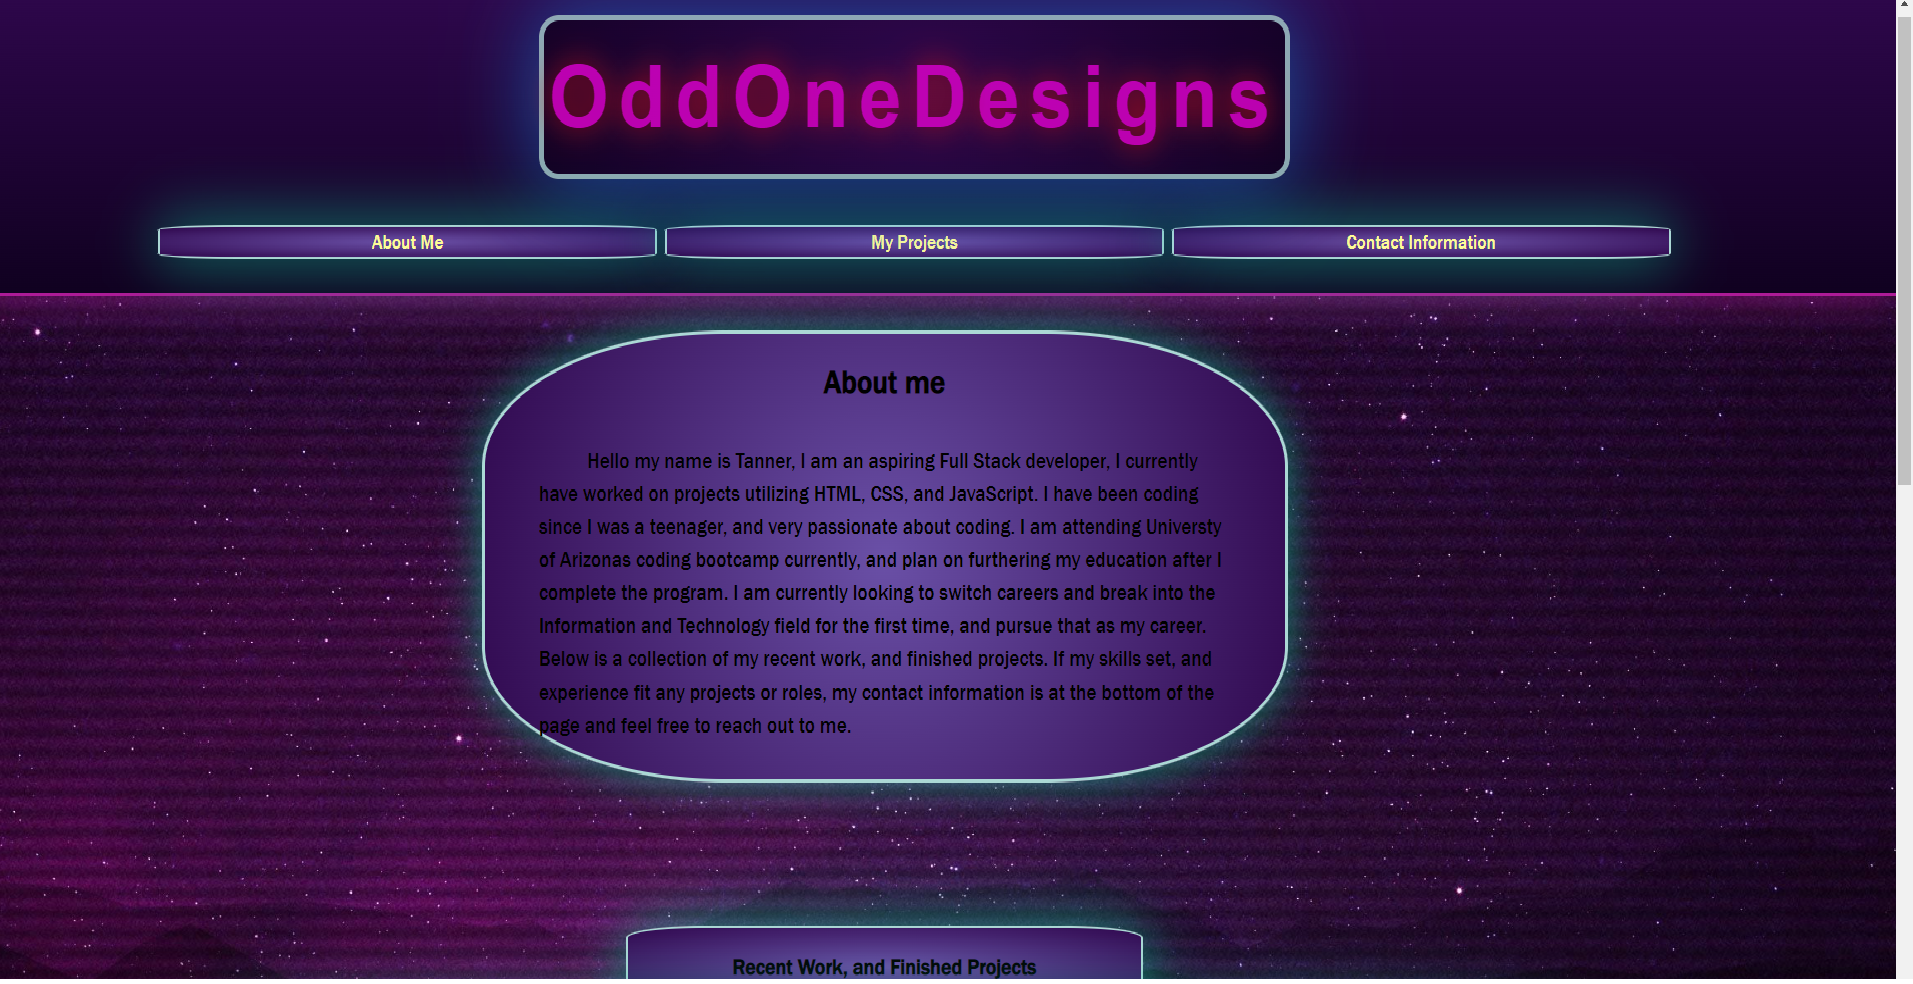 OddOneDesigns
About Me
My Projects
Contact Information
About me
Hello my name is Tanner, I am an aspiring Full Stack developer, I currently
have worked on projects utilizing HTML, CSS, and JavaScript. I have been coding
since I was a teenager, and very passionate about coding. I am attending Universty
of Arizonas coding bootcamp currently, and plan on furthering my education after I
complete the program. I am currently looking to switch careers and break into the
Information and Technology field for the first time, and pursue that as my career.
Below is a collection of my recent work, and finished projects. If my skills set, and
experience fit any projects or roles, my contact information is at the bottom of the
page and feel free to reach out to me.
Recent Work, and Finished Projects